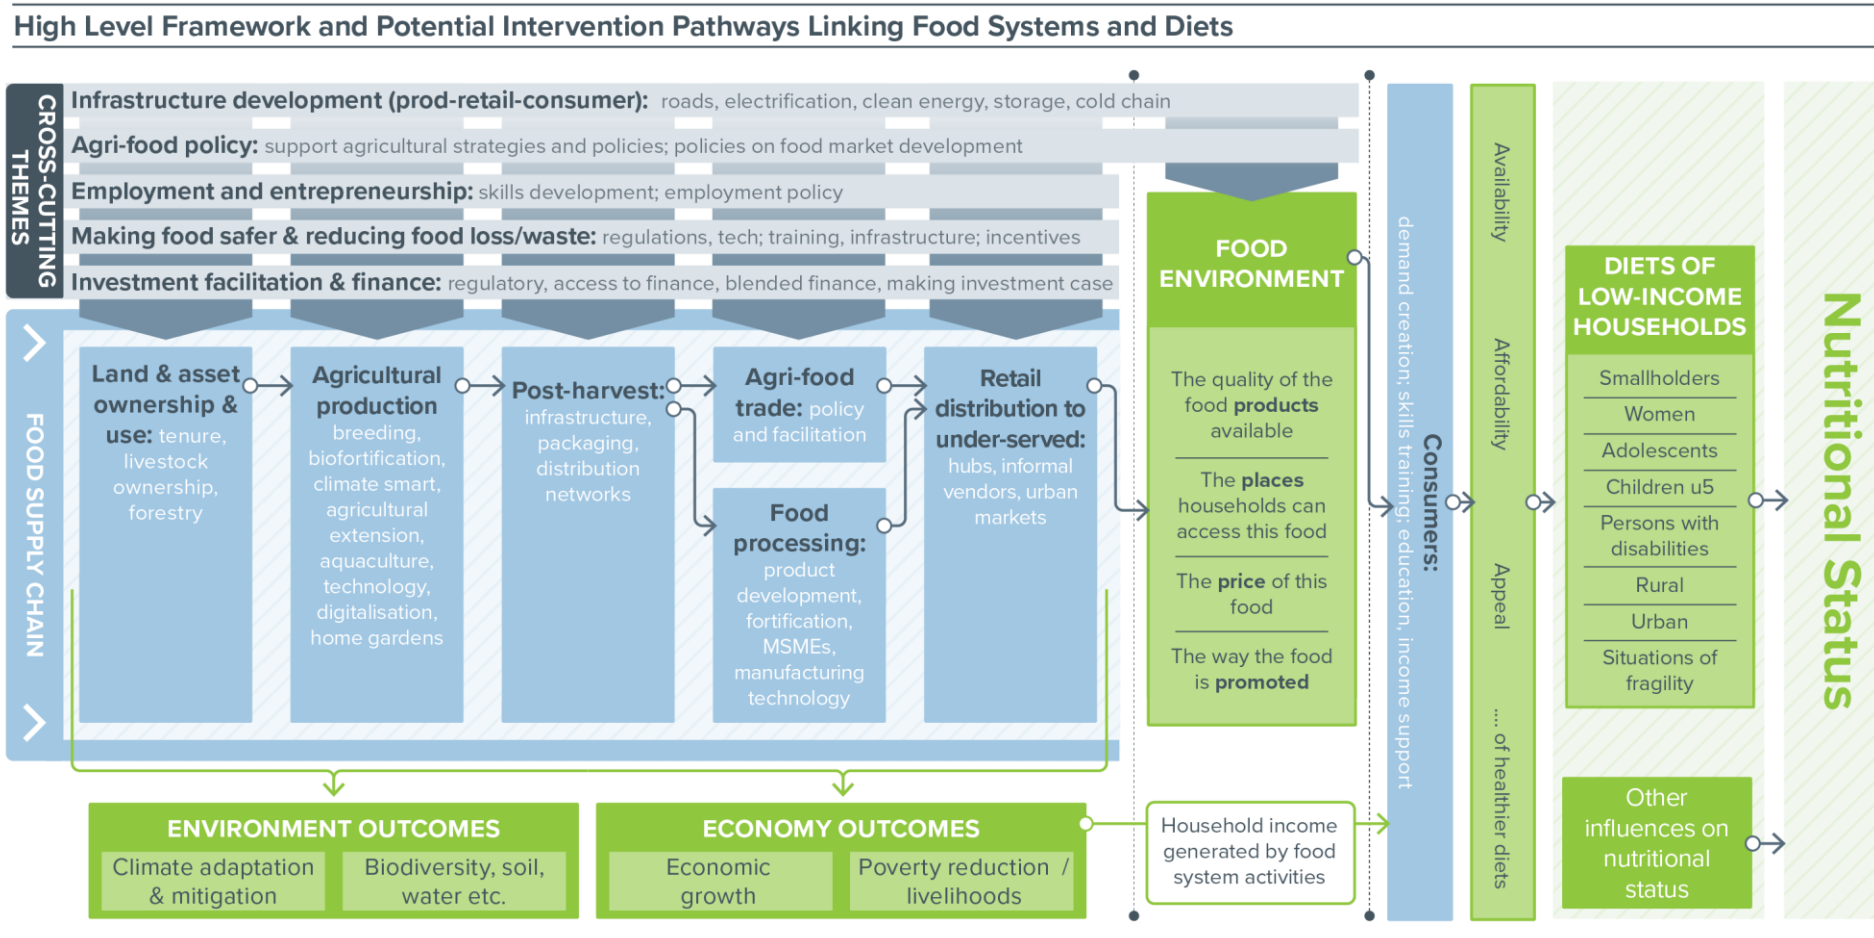 High Level Framework and Potential Intervention Pathways Linking Food Systems and Diets
CROSS-CUTTING
THEMES
Infrastructure development (prod-retail-consumer): roads, electrification, clean energy, storage, cold chain
Agri-food policy: support agricultural strategies and policies; policies on food market development
Employment and entrepreneurship: skills development; employment policy
Making food safer & reducing food loss/waste: regulations, tech; training, infrastructure; incentives
Investment facilitation & finance: regulatory, access to finance, blended finance, making investment case
FOOD SUPPLY CHAIN
Land & asset
ownership &
use: tenure,
livestock
ownership,
forestry
Agricultural
production
breeding,
biofortification,
climate smart,
agricultural
extension,
aquaculture,
technology,
digitalisation,
home gardens
Post-harvest:
infrastructure,
packaging,
distribution
networks
Agri-food
trade: policy
and facilitation
Food
processing:
product
development,
fortification,
MSMEs,
manufacturing
technology
Retail
distribution to
under-served:
hubs, informal
vendors, urban
markets
FOOD
ENVIRONMENT
The quality of the
food products
available
The places
households can
access this food
The price of this
food
The way the food
is promoted
Consumers:
demand creation; skills training; education, income support
Availability
Affordability
Appeal
.... of healthier diets
DIETS OF
LOW-INCOME
HOUSEHOLDS
Smallholders
Women
Adolescents
Children u5
Persons with
disabilities
Rural
Urban
Situations of
fragility
Other
influences on
nutritional
status
Nutritional Status
ENVIRONMENT OUTCOMES
Climate adaptation
& mitigation
Biodiversity, soil,
water etc.
ECONOMY OUTCOMES
Economic
growth
Poverty reduction /
livelihoods
Household income
generated by food
system activities